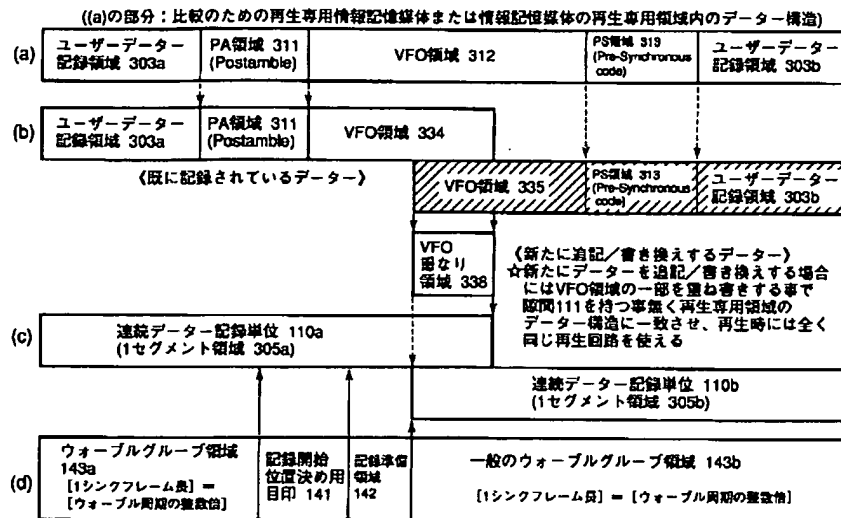 ((a)の部分：比較のための再生専用情報記憶媒体または情報記憶媒体の再生専用領域内のデーター構造)
(a)
ユーザーデーター
記録領域 303a
PA領域 311
(Postamble)
VFO領域 312
PS領域 313
(Pre-Synchronous
code)
ユーザーデーター
記録領域 303b
(b)
ユーザーデーター
記録領域 303a
PA領域 311
(Postamble)
VFO領域 334
《既に記録されているデーター》
VFO領域 335
PS領域 313
(Pre-Synchronous
code)
ユーザーデーター
記録領域 303b
VFO
重なり
領域 338
《新たに追記／書き換えするデーター》
☆新たにデーターを追記／書き換えする場合
にはVFO領域の一部を重ね書きする事で
隙間111を持つ事無く再生専用領域の
データー構造に一致させ、再生時には全く
同じ再生回路を使える
(c)
連続データー記録単位 110a
(1セグメント領域 305a)
連続データー記録単位 110b
(1セグメント領域 305b)
(d)
ウォーブルグルーブ領域
143a
[1シンクフレーム長] ＝
[ウォーブル周期の整数倍]
記録開始
位置決め用
目印 141
記録準備
領域
142
一般のウォーブルグルーブ領域 143b
[1シンクフレーム長] ＝ [ウォーブル周期の整数倍]